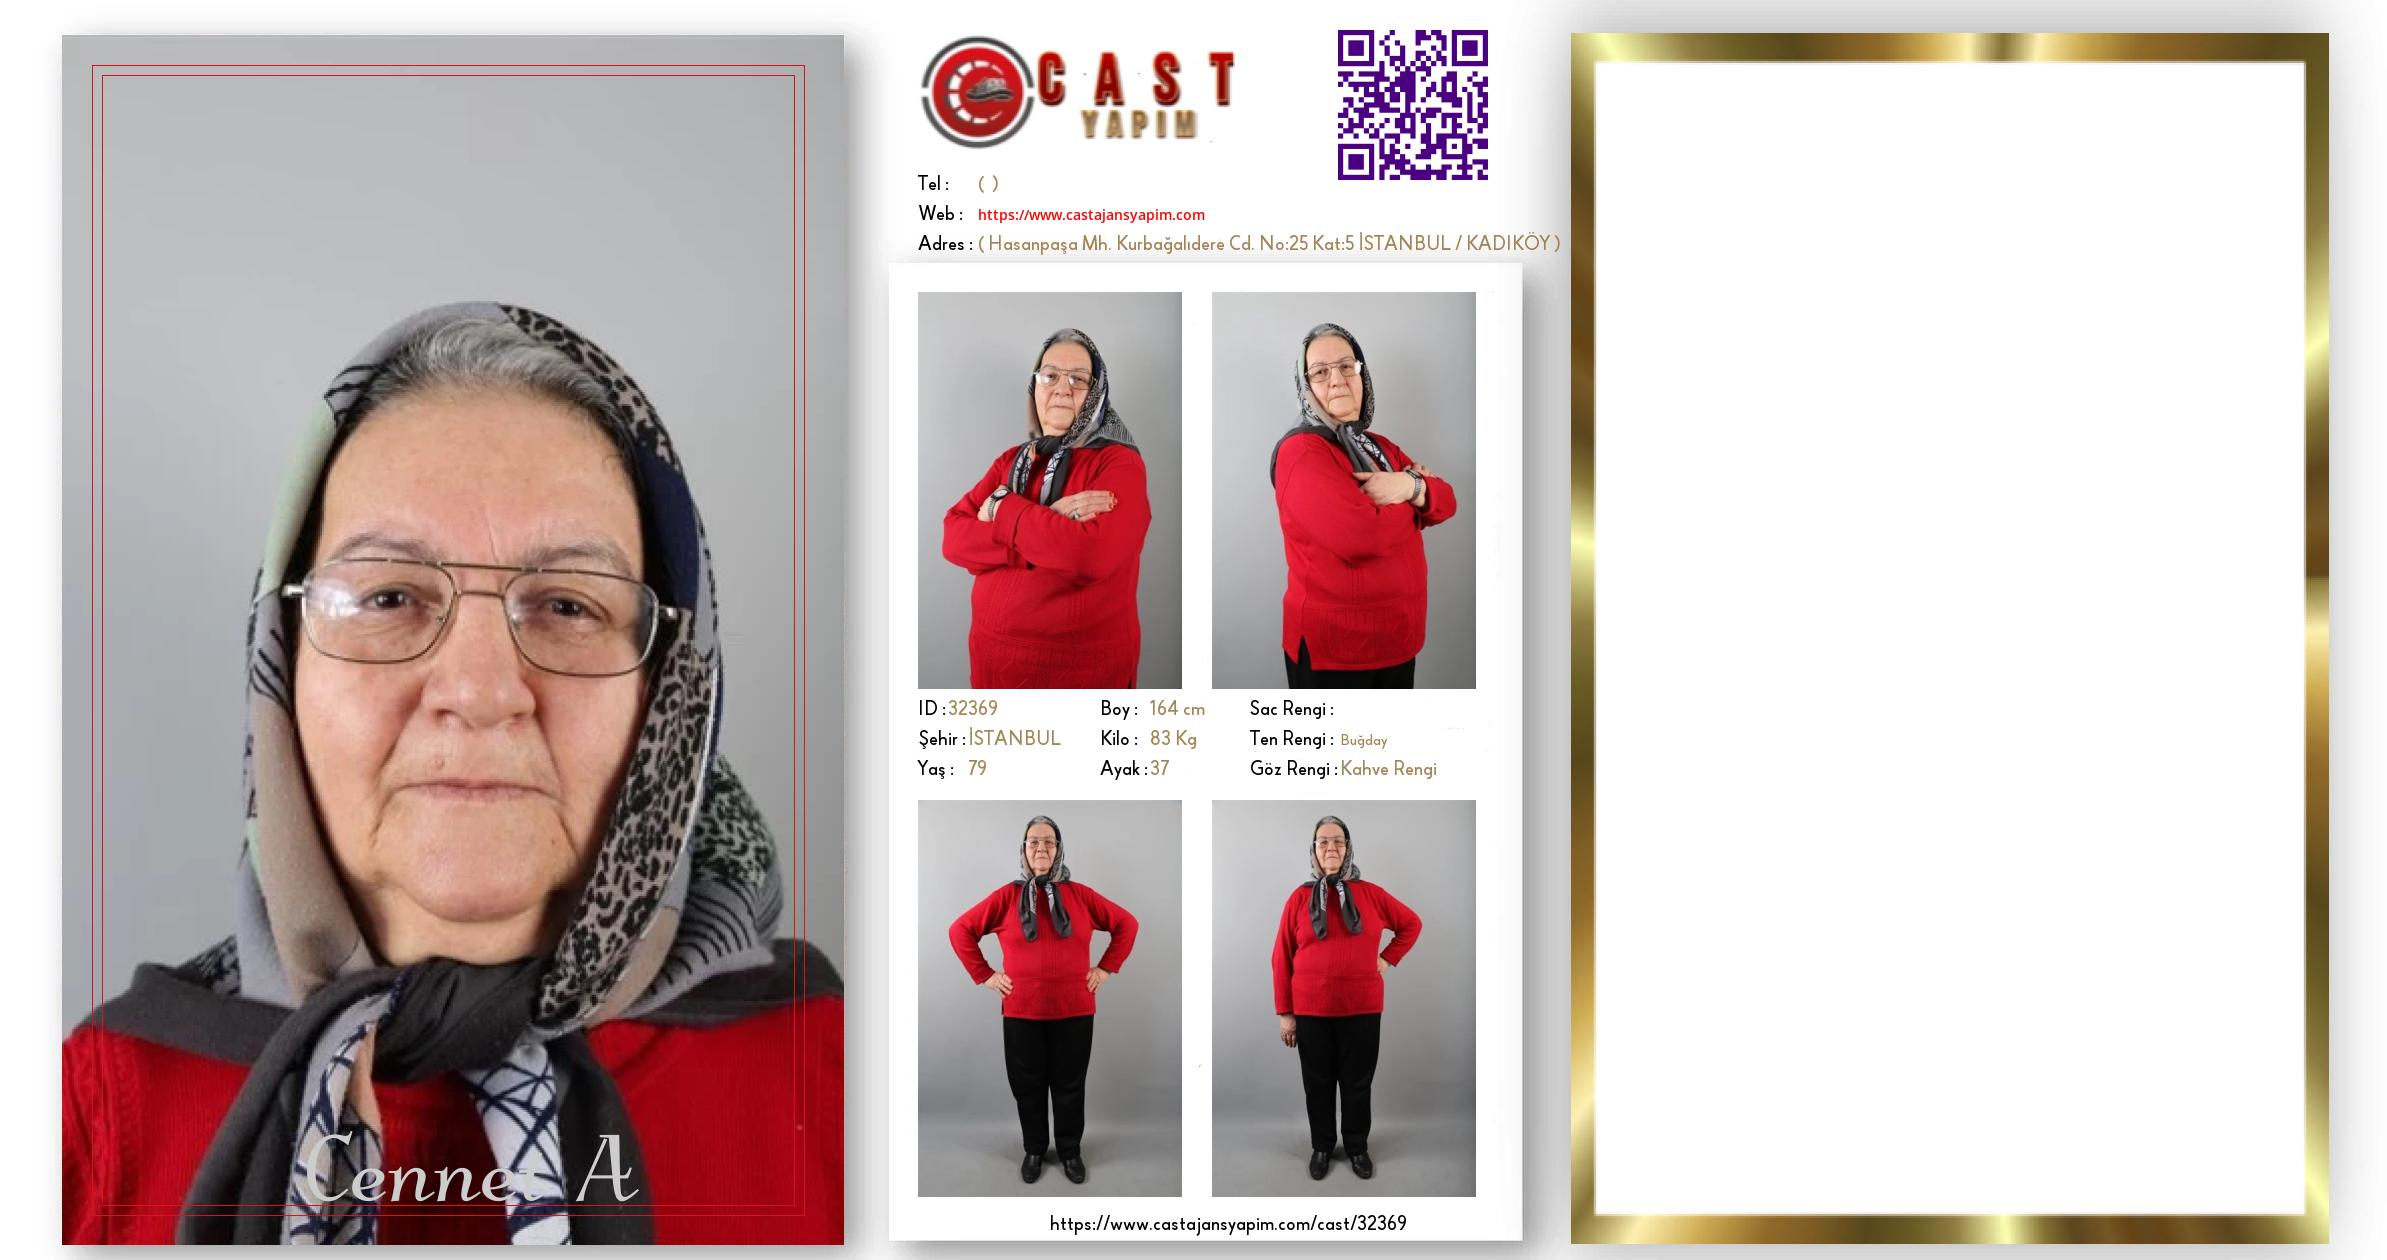 Cennet A
CAST
YAPIM
Tel : ( )
Web : https://www.castajansyapim.com
Adres : ( Hasanpaşa Mh. Kurbağalıdere Cd. No:25 Kat:5 İSTANBUL / KADIKÖY )
ID : 32369 Boy : 164 cm Sac Rengi :
Şehir : İSTANBUL Kilo : 83 Kg Ten Rengi : Buğday
Yaş : 79 Ayak : 37 Göz Rengi : Kahve Rengi
https://www.castajansyapim.com/cast/32369